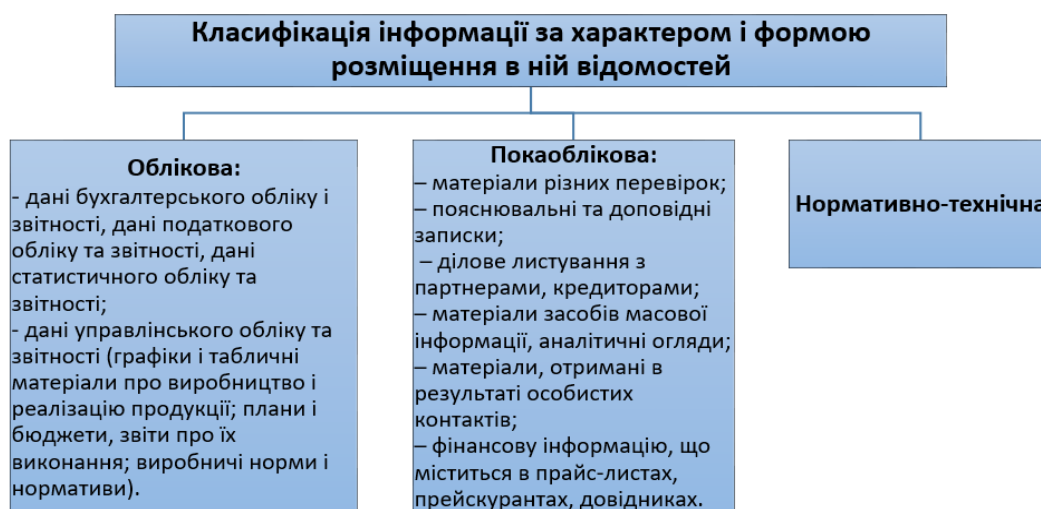 Класифікація інформації за характером і формою
розміщення в ній відомостей
Облікова:
- дані бухгалтерського обліку і
звітності, дані податкового
обліку та звітності, дані
статистичного обліку та
звітності;
- дані управлінського обліку та
звітності (графіки і табличні
матеріали про виробництво і
реалізацію продукції; плани і
бюджети, звіти про їх
виконання; виробничі норми і
нормативи).
Покаоблікова:
– матеріали різних перевірок;
– пояснювальні та доповідні
записки;
– ділове листування з
партнерами, кредиторами;
– матеріали засобів масової
інформації, аналітичні огляди;
– матеріали, отримані в
результаті особистих
контактів;
– фінансову інформацію, що
міститься в прайс-листах,
прейскурантах, довідниках.
Нормативно-технічна